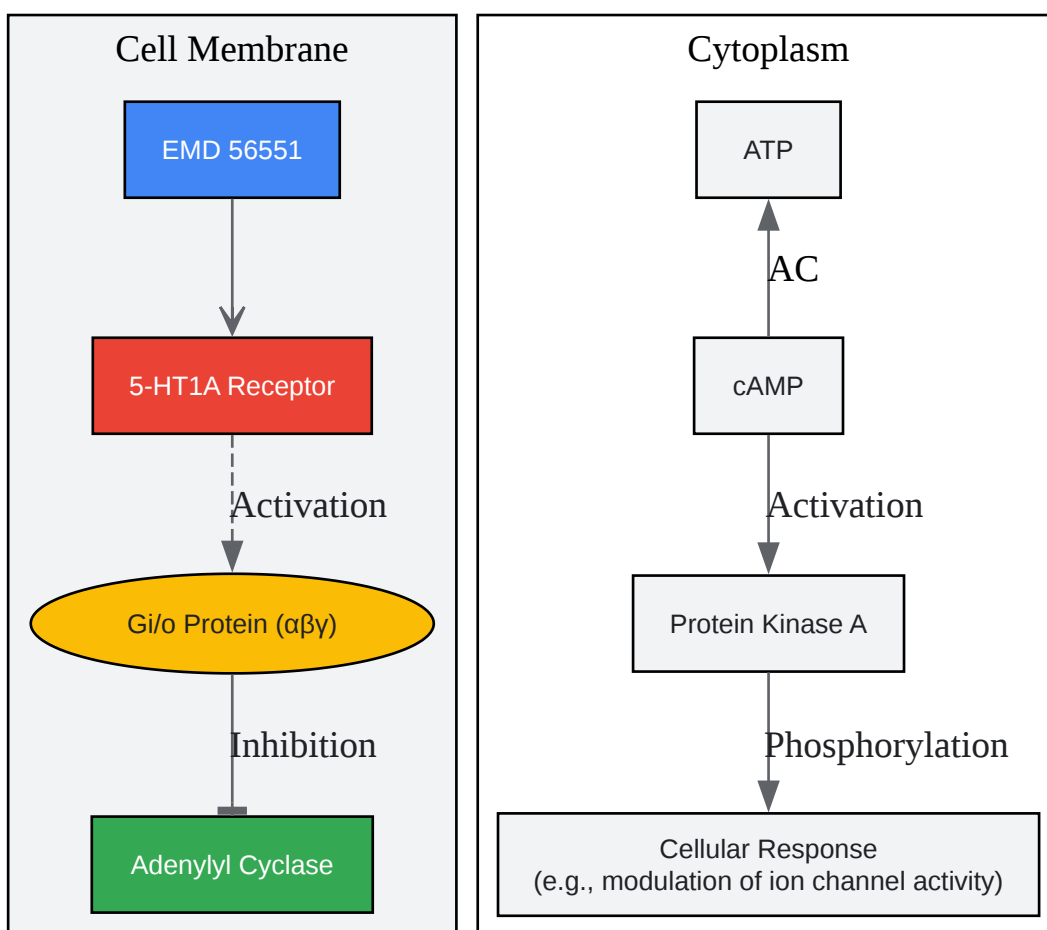 Cell Membrane
EMD 56551
5-HT1A Receptor
Activation
Gi/o Protein (αβγ)
Inhibition
Adenylyl Cyclase
Cytoplasm
ATP
AC
cAMP
Activation
Protein Kinase A
Phosphorylation
Cellular Response
(e.g., modulation of ion channel activity)